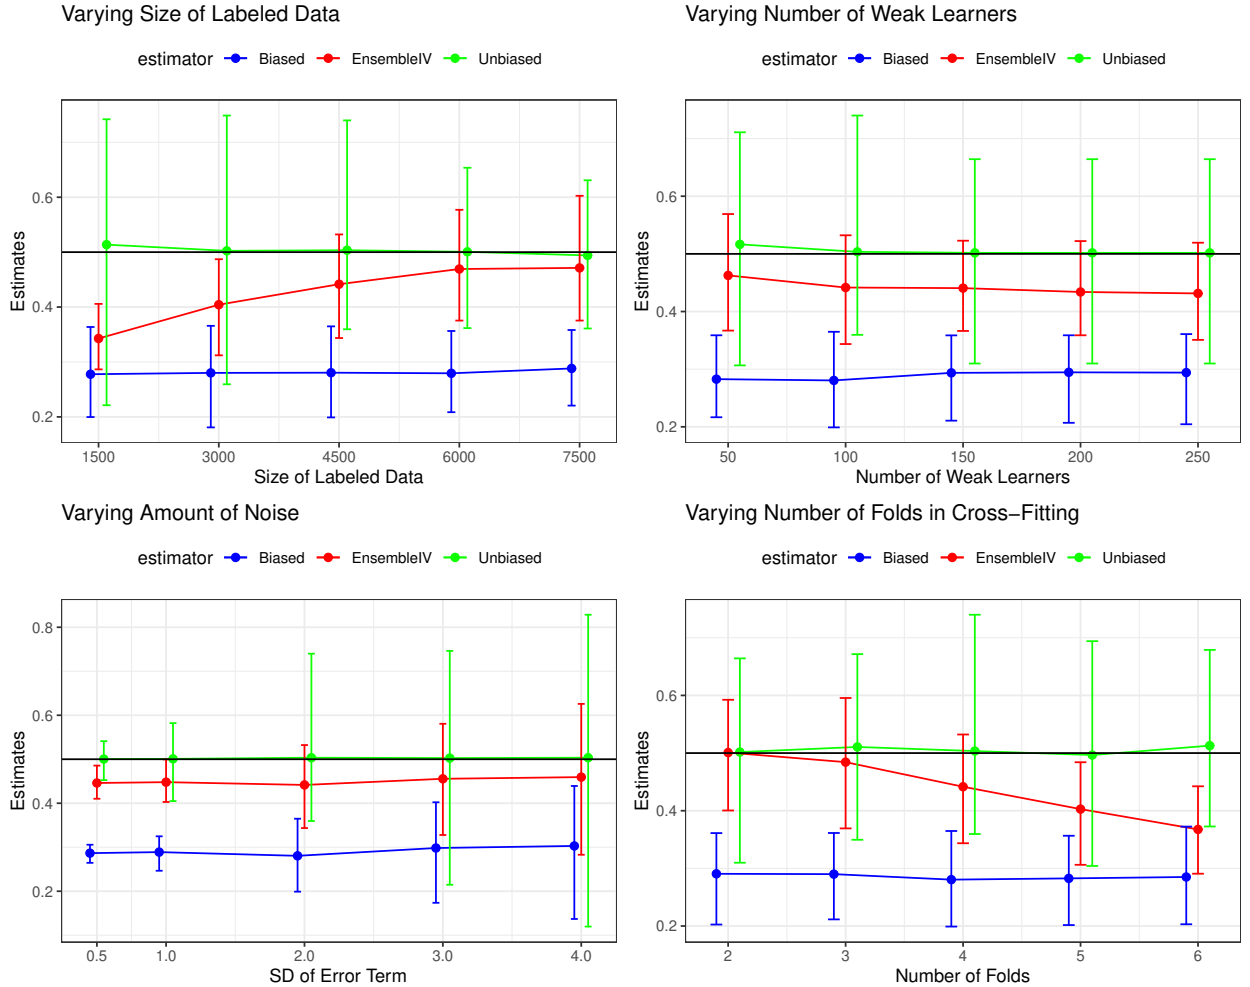 Varying Size of Labeled Data
estimator Biased EnsembleIV Unbiased
Estimates
0.6
0.4
0.2
1500 3000 4500 6000 7500
Size of Labeled Data
Varying Number of Weak Learners
estimator Biased EnsembleIV Unbiased
Estimates
0.6
0.4
0.2
50 100 150 200 250
Number of Weak Learners
Varying Amount of Noise
estimator Biased EnsembleIV Unbiased
Estimates
0.8
0.6
0.4
0.2
0.5 1.0 2.0 3.0 4.0
SD of Error Term
Varying Number of Folds in Cross−Fitting
estimator Biased EnsembleIV Unbiased
Estimates
0.6
0.4
0.2
2 3 4 5 6
Number of Folds